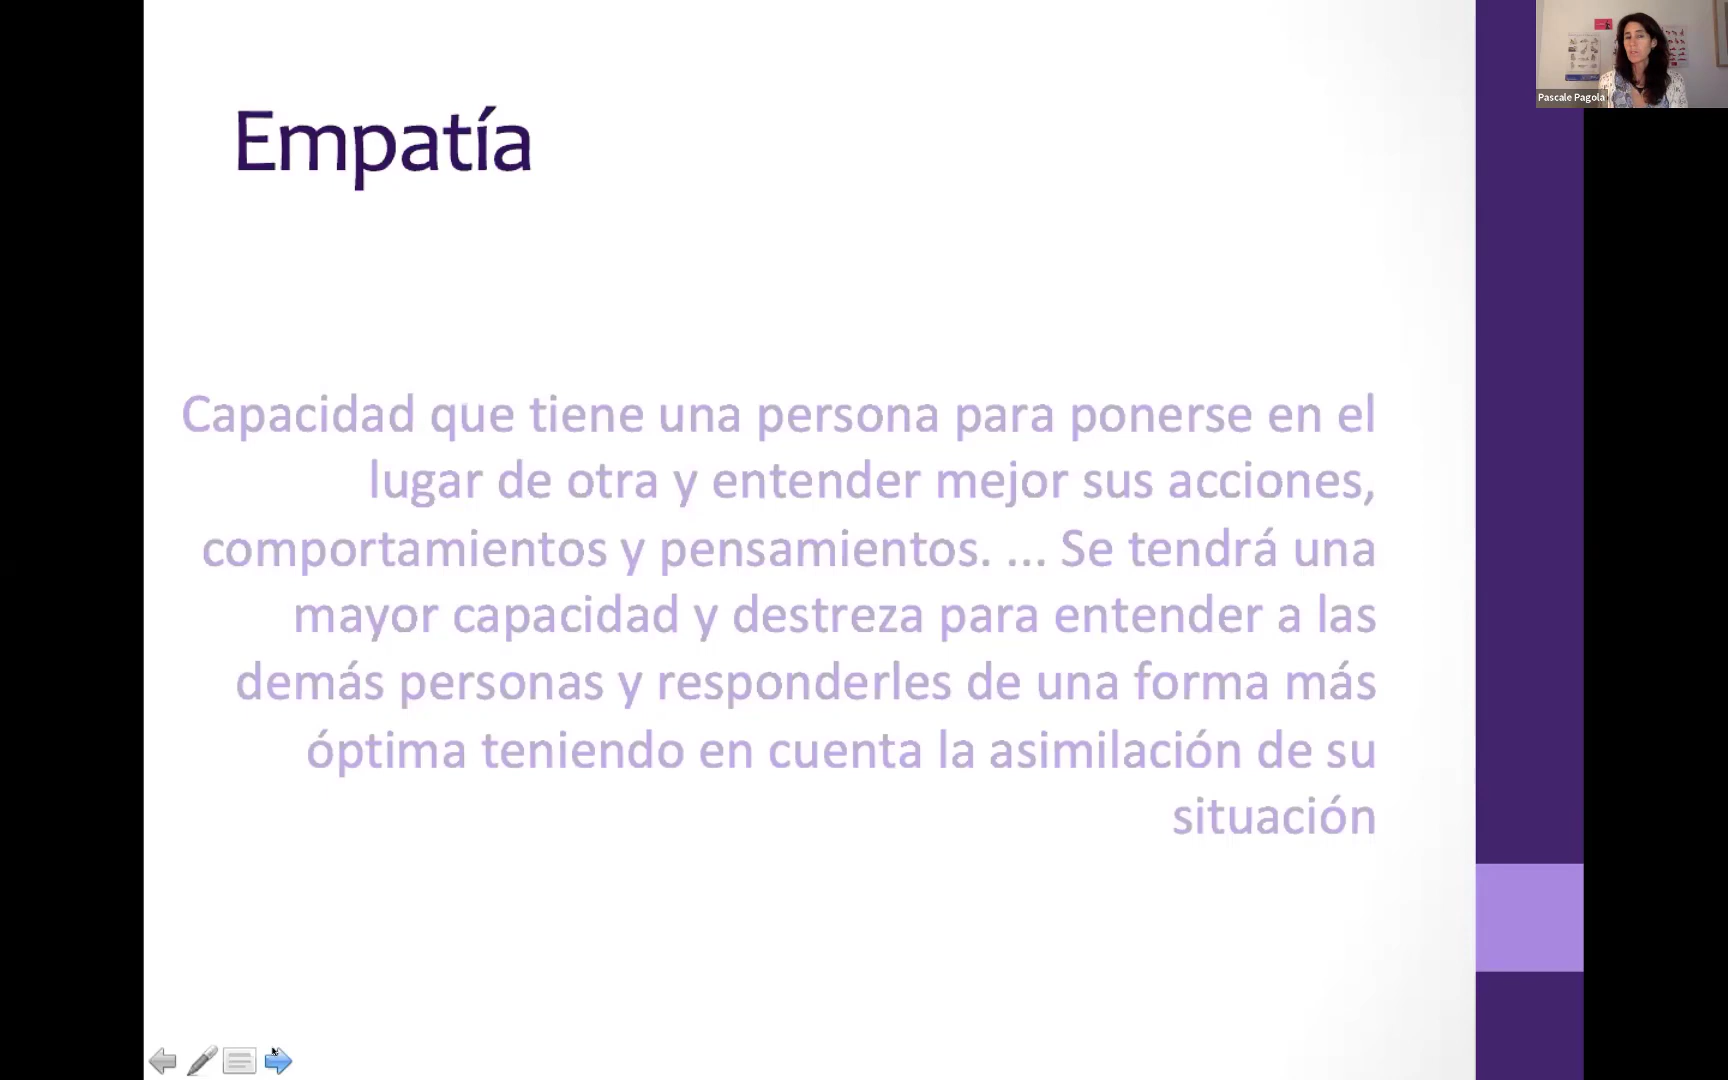 Empatía
Capacidad que tiene una persona para ponerse en el
lugar de otra y entender mejor sus acciones,
comportamientos y pensamientos. ... Se tendrá una
mayor capacidad y destreza para entender a las
demás personas y responderles de una forma más
óptima teniendo en cuenta la asimilación de su
situación
Pascale Pagola